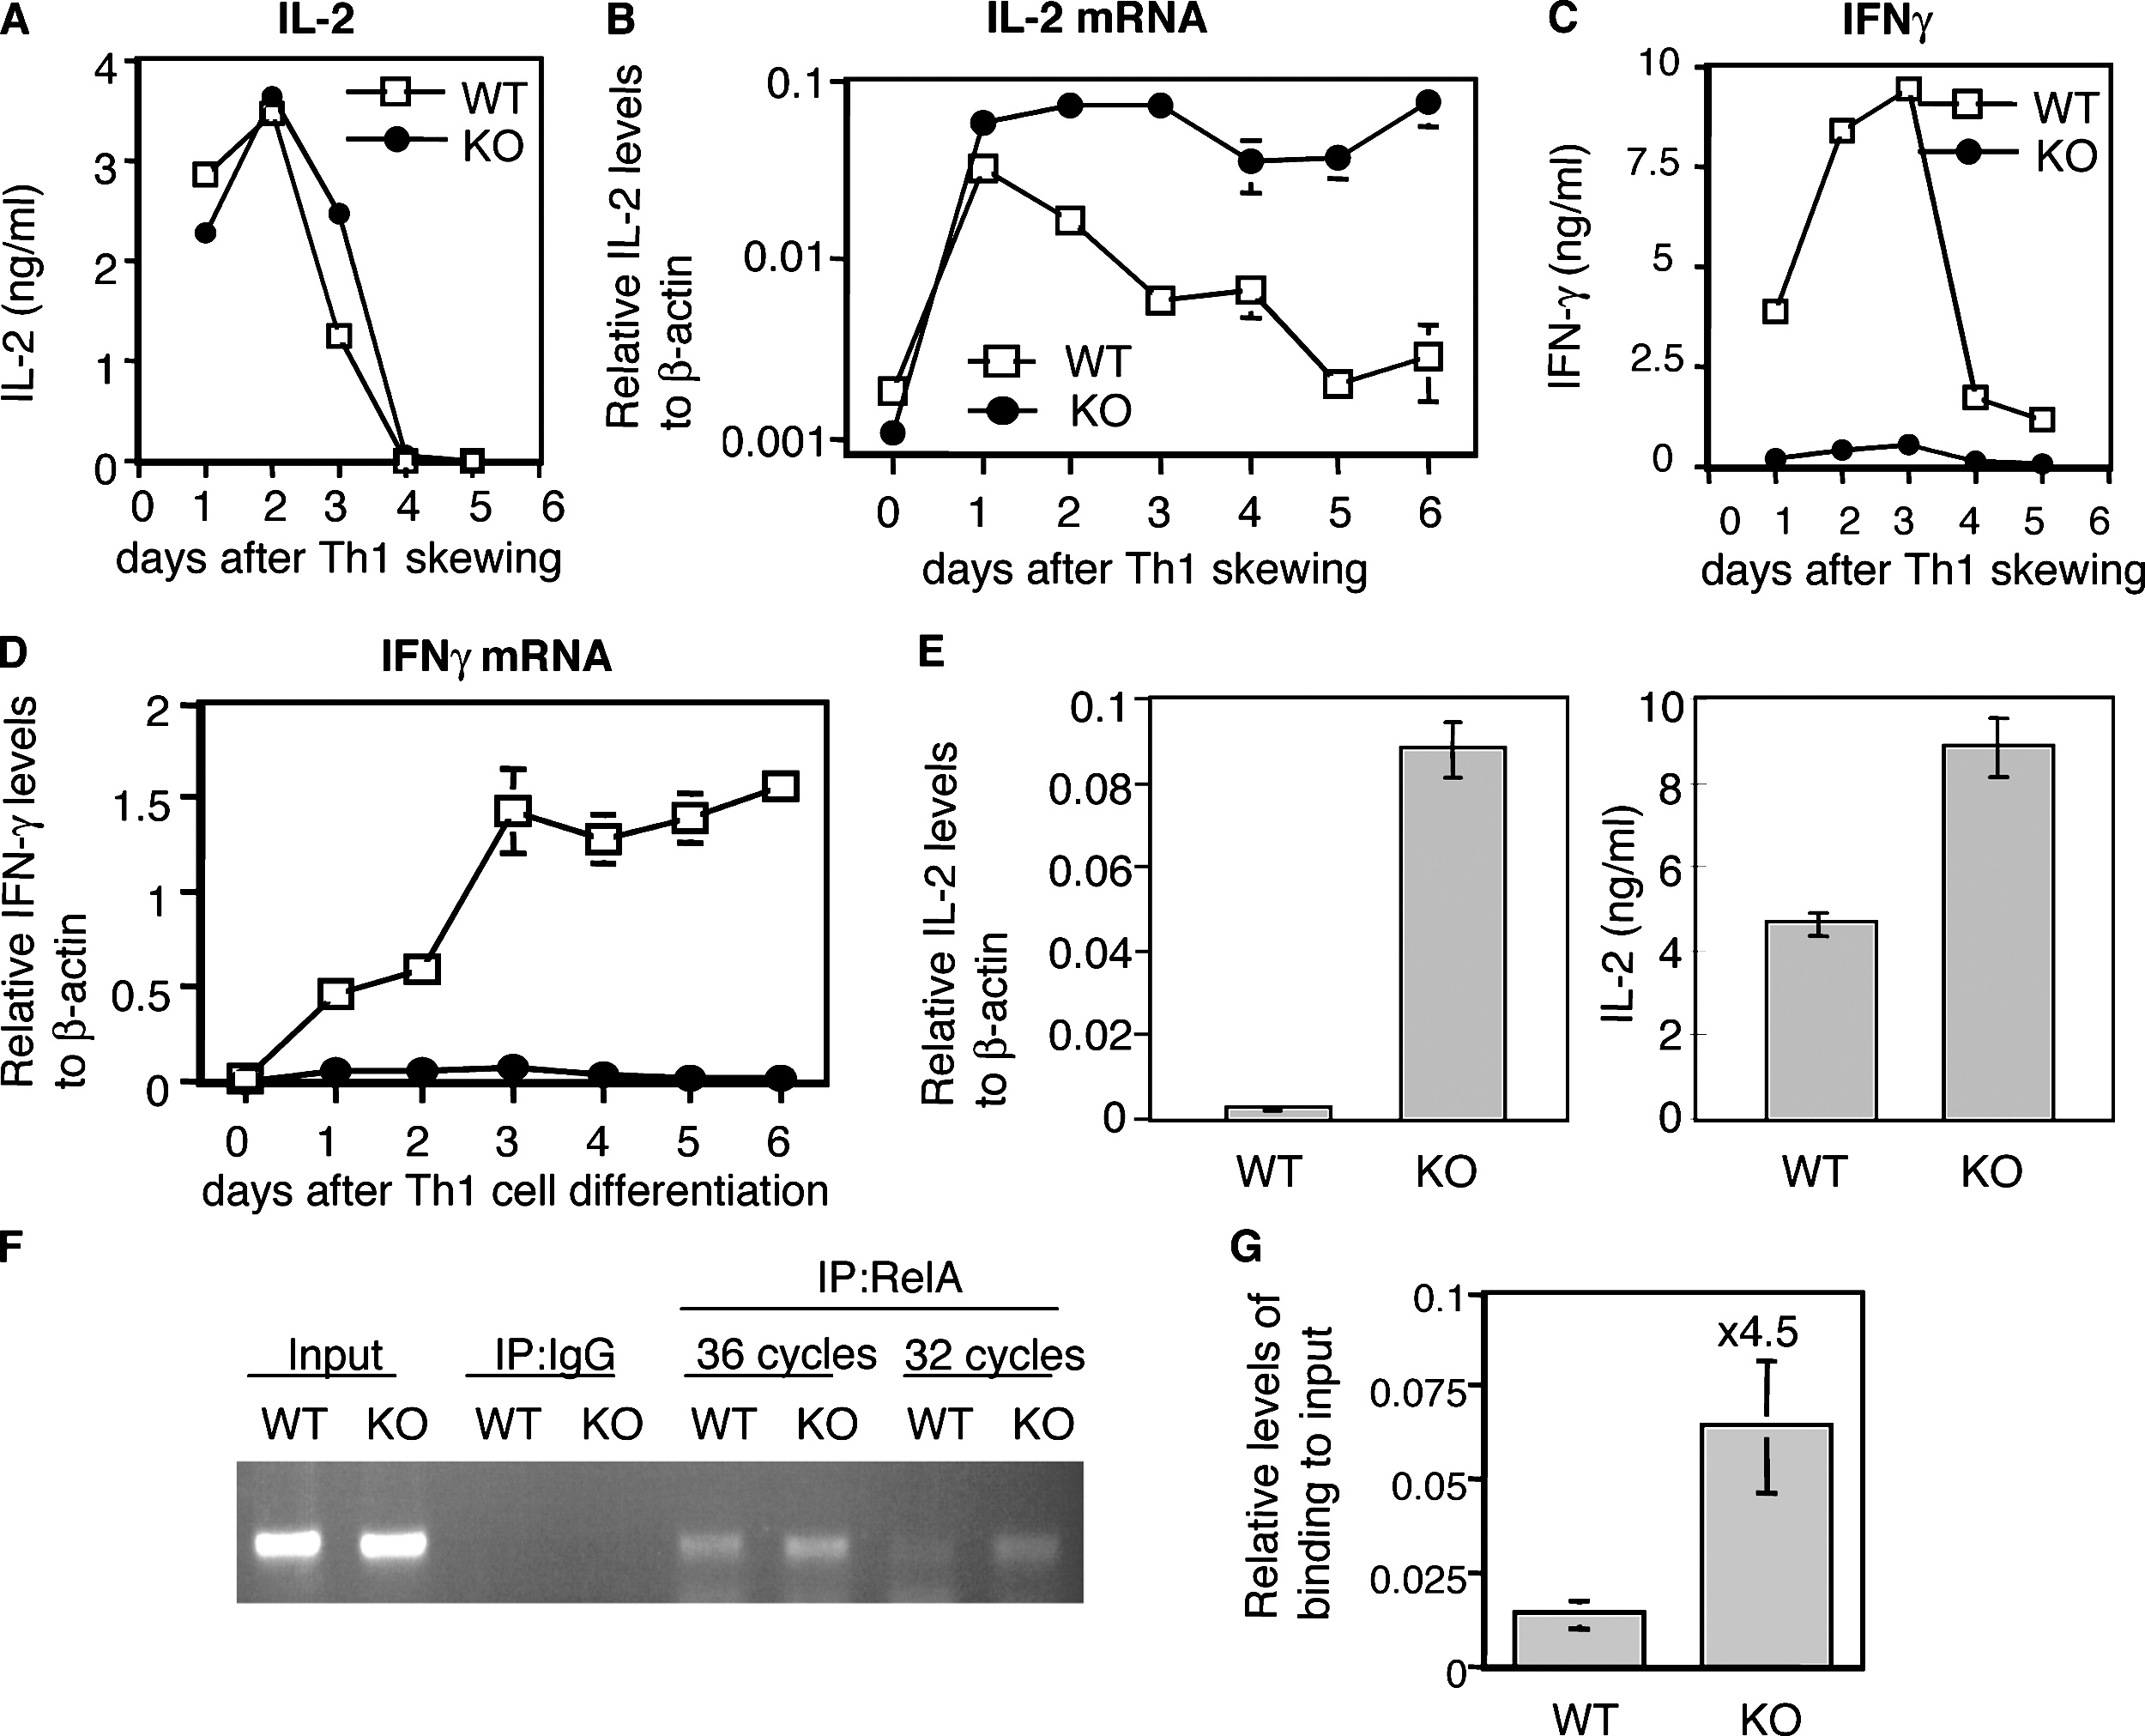 A
IL-2
IL-2 (ng/ml)
4
3
2
1
0
WT
KO
0 1 2 3 4 5 6
days after Th1 skewing
B
IL-2 mRNA
Relative IL-2 levels
to β-actin
0.1
0.01
0.001
WT
KO
0 1 2 3 4 5 6
days after Th1 skewing
C
IFNγ
IFN-γ (ng/ml)
10
7.5
5
2.5
0
WT
KO
0 1 2 3 4 5 6
days after Th1 skewing
D
IFNγ mRNA
Relative IFN-γ levels
to β-actin
2
1.5
1
0.5
0
0 1 2 3 4 5 6
days after Th1 cell differentiation
E
Relative IL-2 levels
to β-actin
0.1
0.08
0.06
0.04
0.02
0
WT KO
IL-2 (ng/ml)
10
8
6
4
2
0
WT KO
F
IP:RelA
Input IP:IgG 36 cycles 32 cycles
WT KO WT KO WT KO WT KO
G
Relative levels of
binding to input
0.1
0.075
0.05
0.025
0
x4.5
WT KO